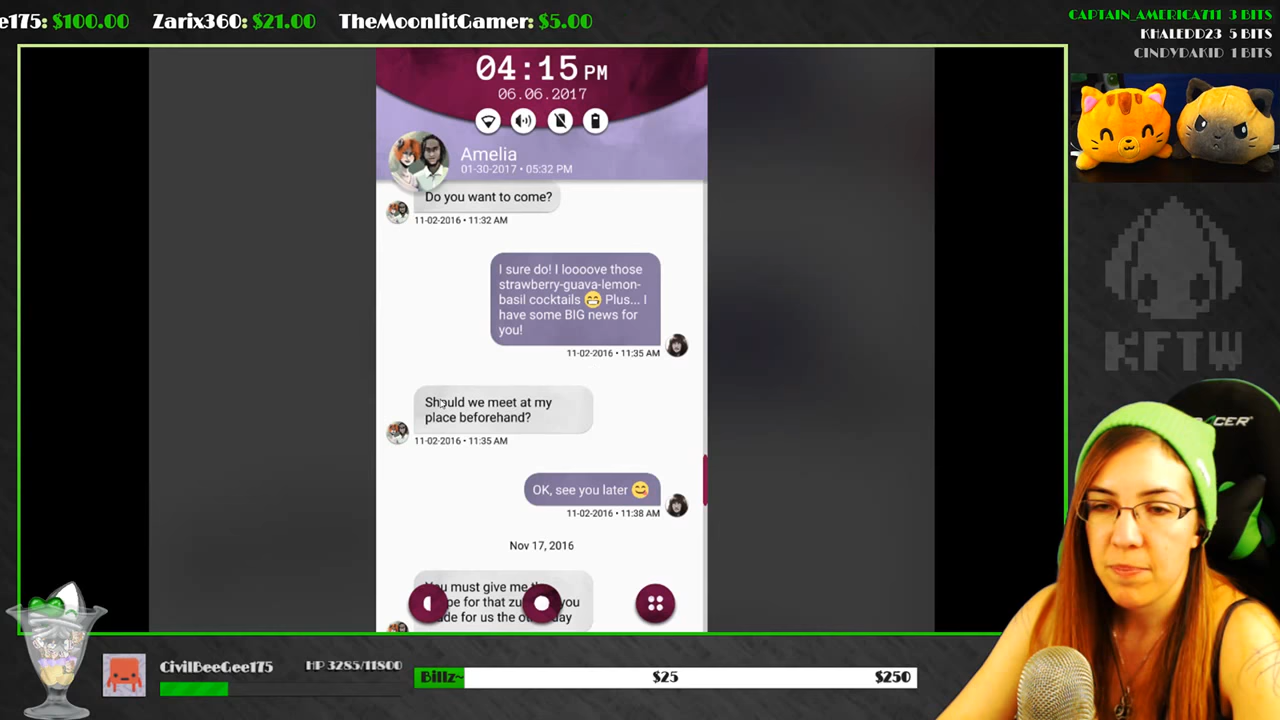 e175: $100.00 Zarix360: $21.00 TheMoonlitGamer: $5.00
CAPTAIN_AMERICA711 3 BITS
KHALEDD23 5 BITS
CINDYDAKID 1 BITS
04:15 PM
06.06.2017
Amelia
01-30-2017 • 05:32 PM
Do you want to come?
11-02-2016 • 11:32 AM
I sure do! I loooove those
strawberry-guava-lemon-
basil cocktails 😁 Plus... I
have some BIG news for
you!
11-02-2016 • 11:35 AM
Should we meet at my
place beforehand?
11-02-2016 • 11:35 AM
OK, see you later 😋
11-02-2016 • 11:38 AM
Nov 17, 2016
You must give me
for that you
made for us the other day
KFTW
ACER
CivilBeeGee175 HP 3285/11800
Billz~ $25 $250